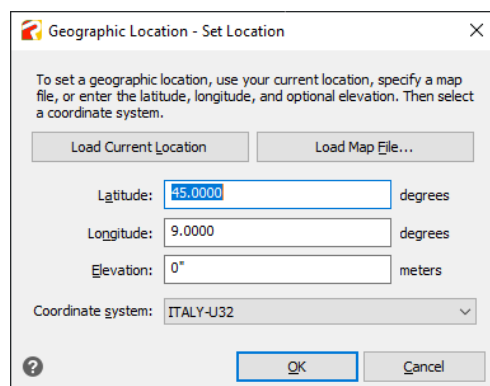 Geographic Location - Set Location
To set a geographic location, use your current location, specify a map
file, or enter the latitude, longitude, and optional elevation. Then select
a coordinate system.
Load Current Location Load Map File...
Latitude: 45.0000 degrees
Longitude: 9.0000 degrees
Elevation: 0" meters
Coordinate system: ITALY-U32
? OK Cancel